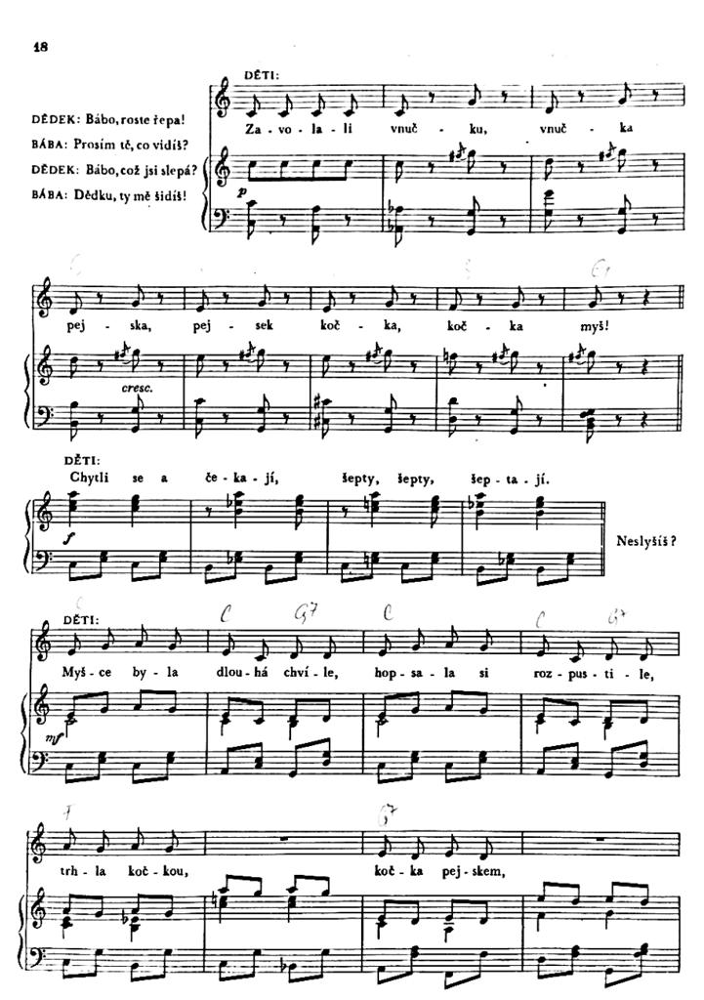 18
DĚTI:
DĚDEK: Bábo, roste řepa!
BÁBA: Prosím tě, co vidíš?
DĚDEK: Bábo, což jsi slepá?
BÁBA: Dědku, ty mě šidíš!
Za - vo - la - li vnuč - ku, vnuč - ka
p
G7
pej - ska, pej - sek koč - ka, koč - ka myš!
cresc.
DĚTI:
Chytli se a če - ka - jí, šepty, šepty, šep - ta - jí.
f
Neslyšíš?
DĚTI:
C G7 C C G7
Myš - ce by - la dlou - há chví - le, hop - sa - la si roz - pus - ti - le,
mf
F G7
trh - la koč - kou, koč - ka pej - skem,